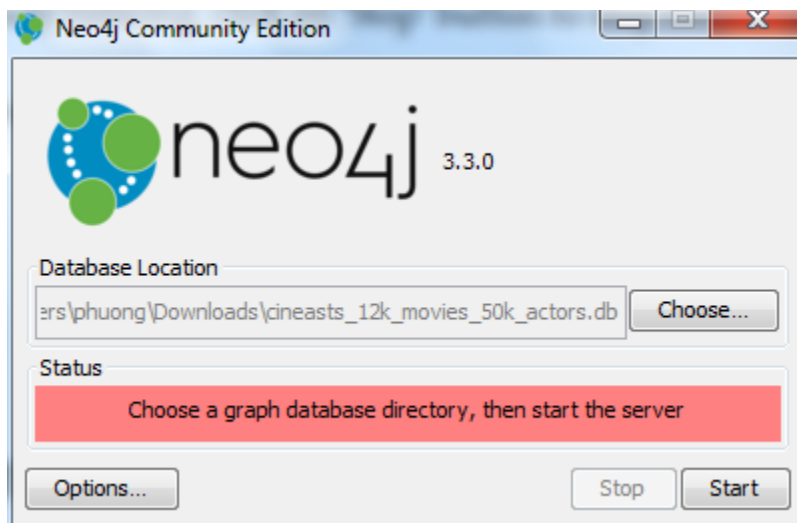 Neo4j Community Edition
neo4j 3.3.0
Database Location
ers\phuong\Downloads\cineasts_12k_movies_50k_actors.db Choose...
Status
Choose a graph database directory, then start the server
Options... Stop Start